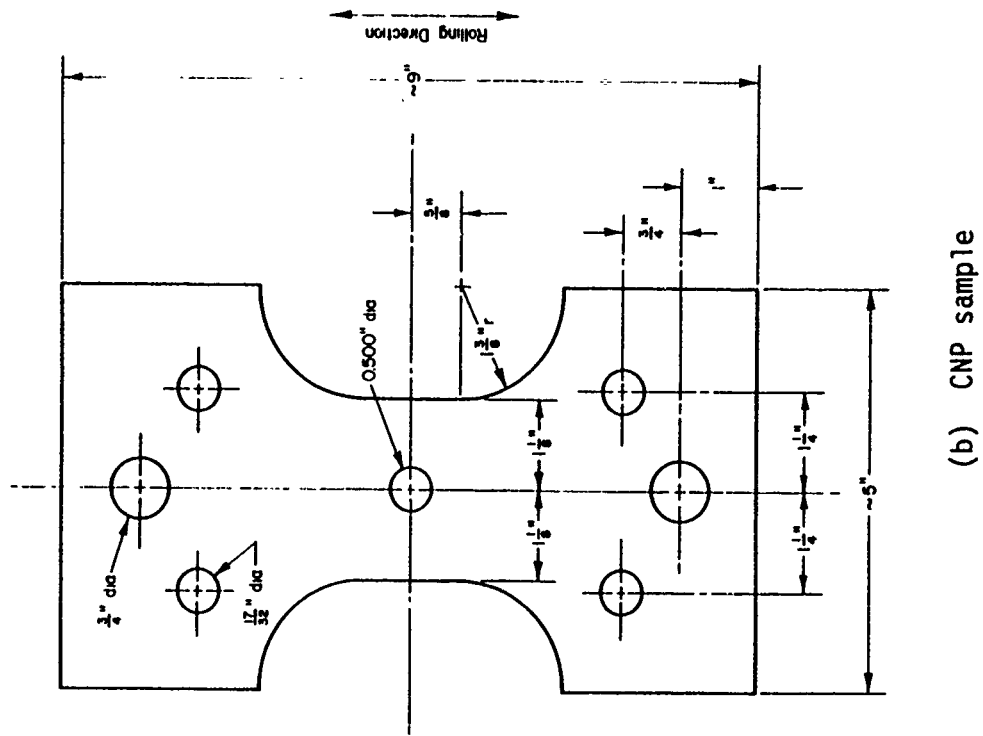 Rolling Direction
~9"
5/8"
1"
3/4"
0.500" dia
1 3/8" r
3/4" dia
17/32" dia
1 1/8"
1 1/8"
1 1/4"
1 1/4"
~5"
(b) CNP sample